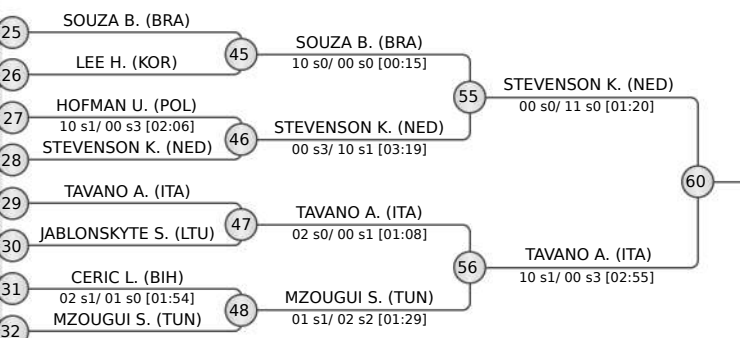 25
SOUZA B. (BRA)
26
LEE H. (KOR)
45
SOUZA B. (BRA)
10 s0/ 00 s0 [00:15]
27
HOFMAN U. (POL)
10 s1/ 00 s3 [02:06]
28
STEVENSON K. (NED)
46
STEVENSON K. (NED)
00 s3/ 10 s1 [03:19]
55
STEVENSON K. (NED)
00 s0/ 11 s0 [01:20]
29
TAVANO A. (ITA)
30
JABLONSKYTE S. (LTU)
47
TAVANO A. (ITA)
02 s0/ 00 s1 [01:08]
31
CERIC L. (BIH)
02 s1/ 01 s0 [01:54]
32
MZOUGUI S. (TUN)
48
MZOUGUI S. (TUN)
01 s1/ 02 s2 [01:29]
56
TAVANO A. (ITA)
10 s1/ 00 s3 [02:55]
60